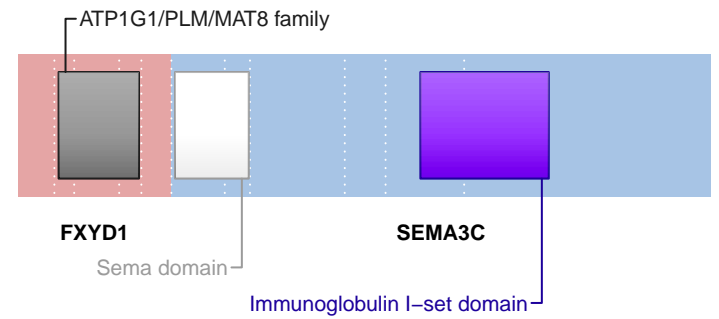 ATP1G1/PLM/MAT8 family
FXYD1 SEMA3C
Sema domain
Immunoglobulin I−set domain